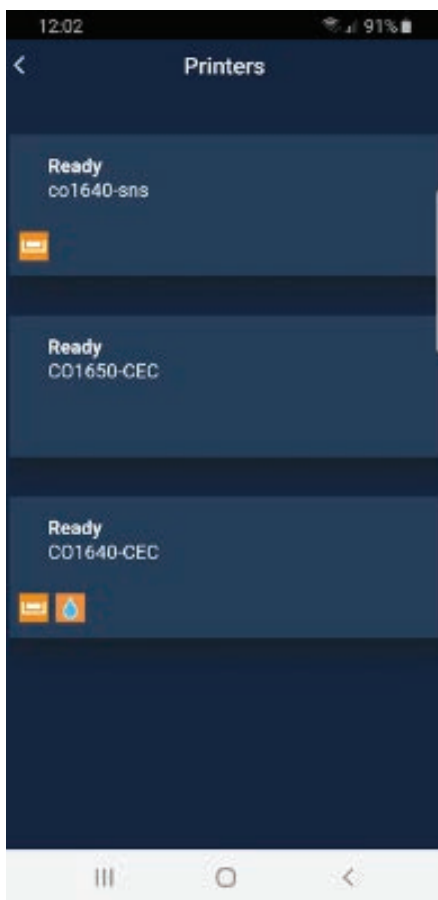 12:02 91%
Printers
Ready
co1640-sns
Ready
CO1650-CEC
Ready
CO1640-CEC